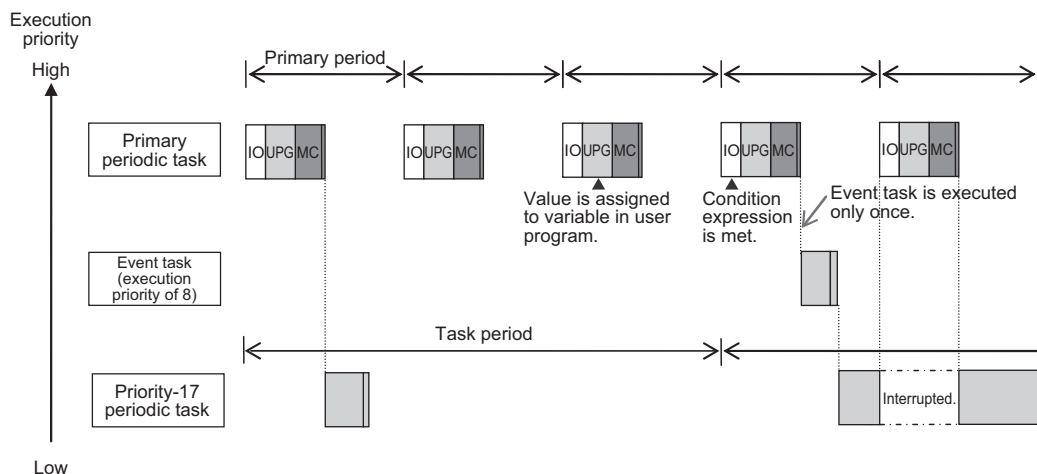 Execution
priority
High
Primary period
Primary
periodic task
IO UPG MC
IO UPG MC
IO UPG MC
IO UPG MC
IO UPG MC
Value is assigned
to variable in user
program.
Condition
expression
is met.
Event task is executed
only once.
Event task
(execution
priority of 8)
Task period
Priority-17
periodic task
Interrupted.
Low